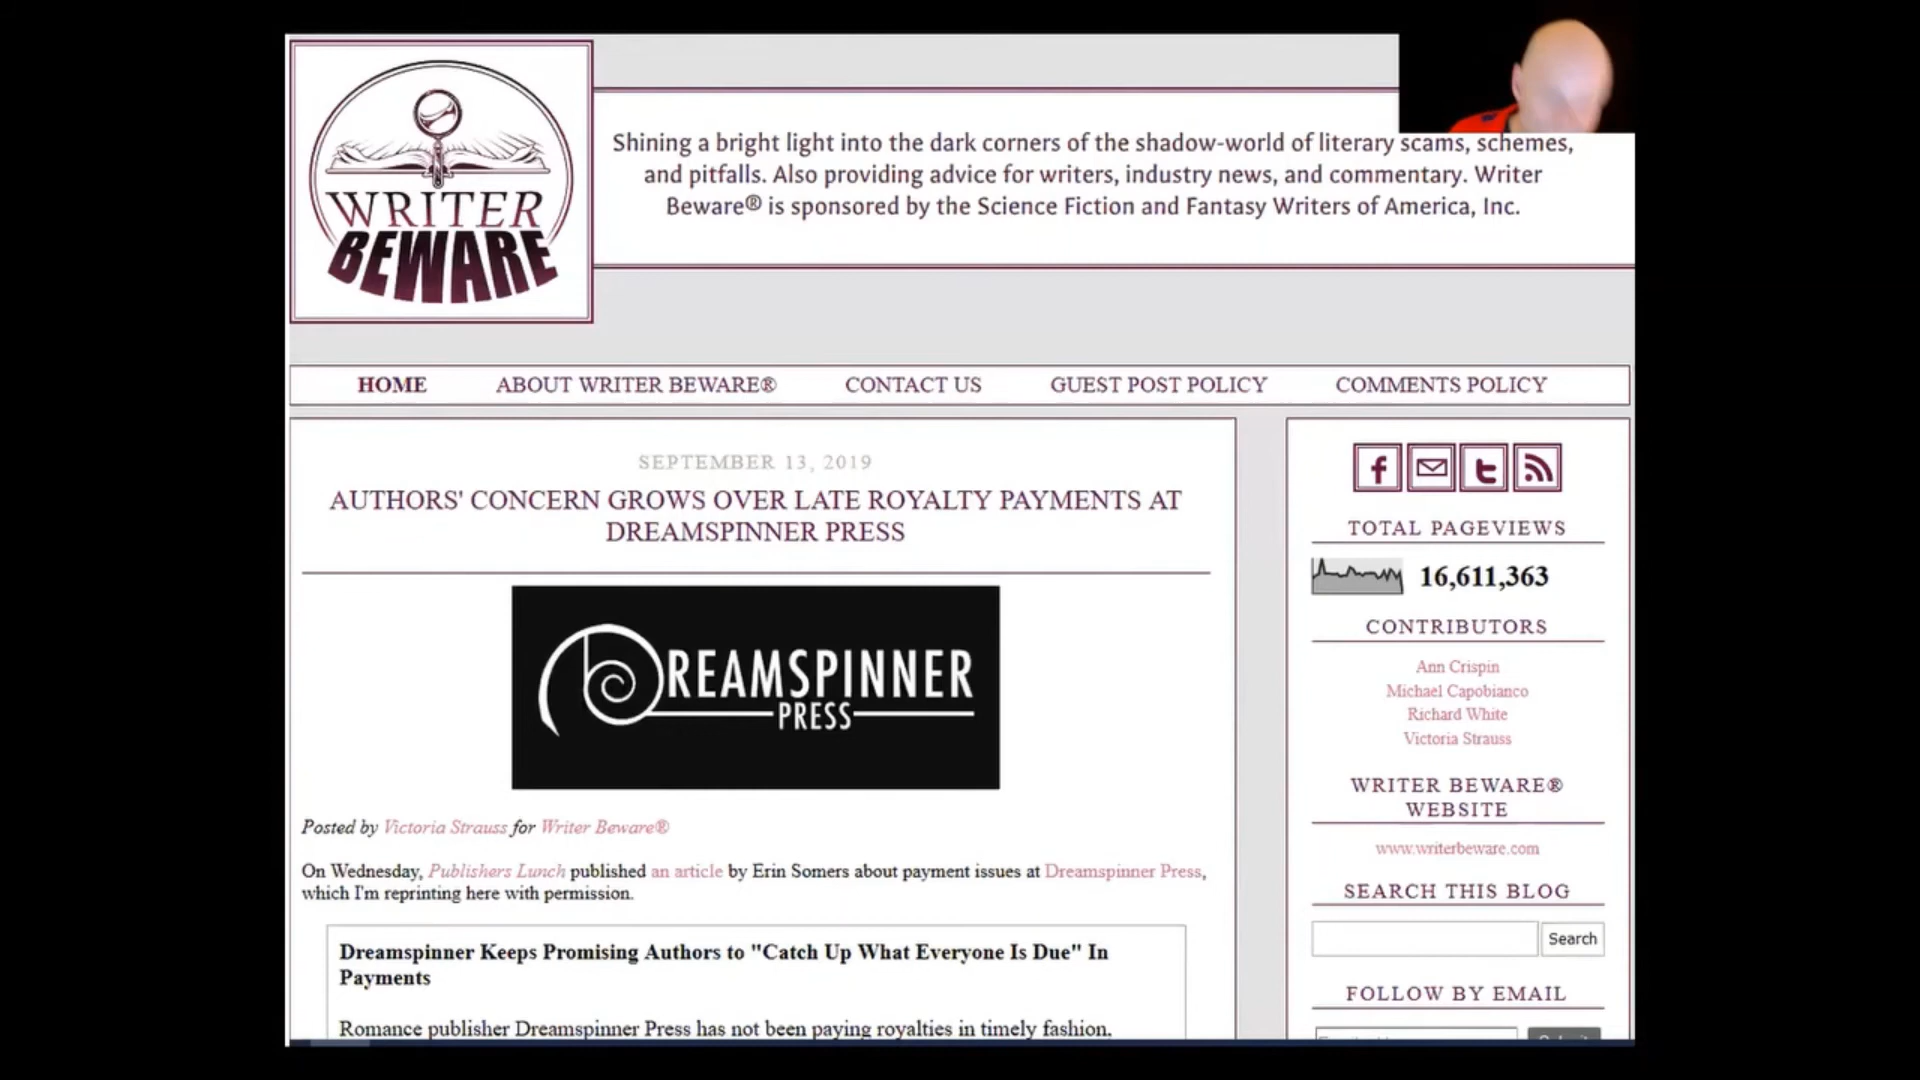 WRITER
BEWARE
Shining a bright light into the dark corners of the shadow-world of literary scams, schemes,
and pitfalls. Also providing advice for writers, industry news, and commentary. Writer
Beware® is sponsored by the Science Fiction and Fantasy Writers of America, Inc.
HOME ABOUT WRITER BEWARE® CONTACT US GUEST POST POLICY COMMENTS POLICY
SEPTEMBER 13, 2019
AUTHORS' CONCERN GROWS OVER LATE ROYALTY PAYMENTS AT
DREAMSPINNER PRESS
DREAMSPINNER
PRESS
Posted by Victoria Strauss for Writer Beware®
On Wednesday, Publishers Lunch published an article by Erin Somers about payment issues at Dreamspinner Press,
which I'm reprinting here with permission.
Dreamspinner Keeps Promising Authors to "Catch Up What Everyone Is Due" In
Payments
Romance publisher Dreamspinner Press has not been paying royalties in timely fashion,
TOTAL PAGEVIEWS
16,611,363
CONTRIBUTORS
Ann Crispin
Michael Capobianco
Richard White
Victoria Strauss
WRITER BEWARE®
WEBSITE
www.writerbeware.com
SEARCH THIS BLOG
Search
FOLLOW BY EMAIL